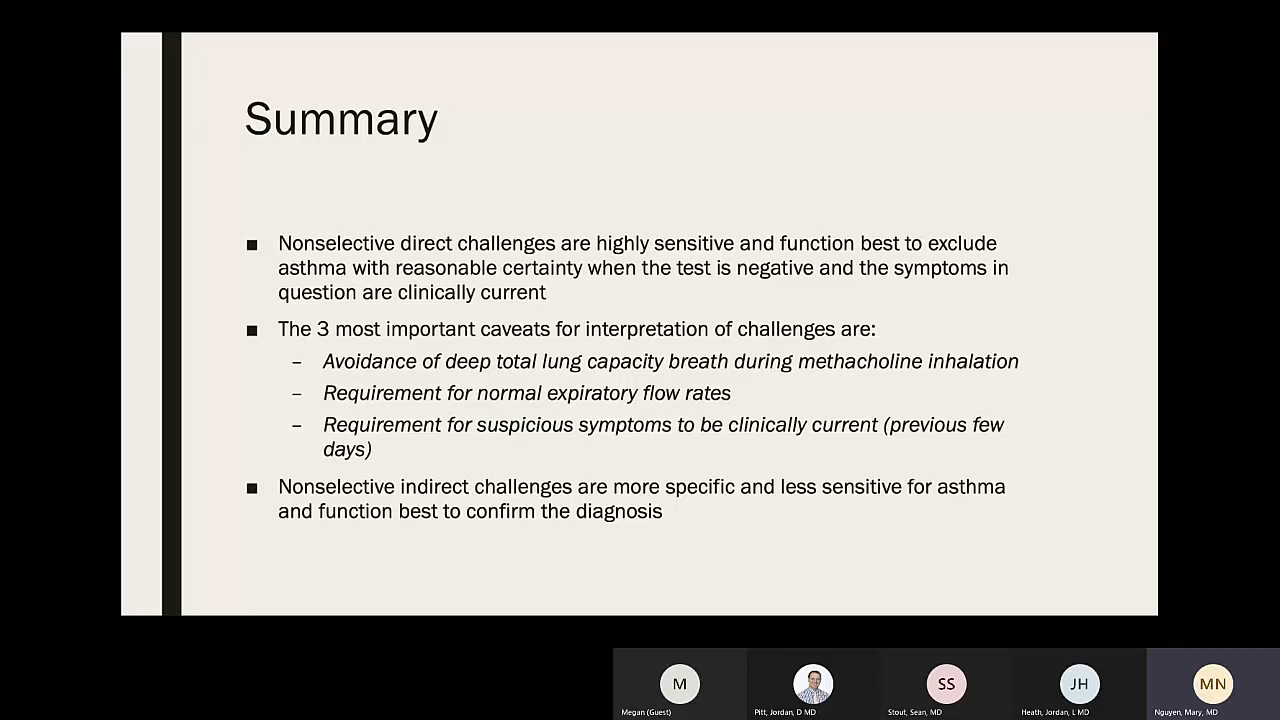 Summary
■ Nonselective direct challenges are highly sensitive and function best to exclude
asthma with reasonable certainty when the test is negative and the symptoms in
question are clinically current
■ The 3 most important caveats for interpretation of challenges are:
– Avoidance of deep total lung capacity breath during methacholine inhalation
– Requirement for normal expiratory flow rates
– Requirement for suspicious symptoms to be clinically current (previous few
days)
■ Nonselective indirect challenges are more specific and less sensitive for asthma
and function best to confirm the diagnosis
M
SS
JH
MN
Megan (Guest)
Pitt, Jordan, D MD
Stout, Sean, MD
Heath, Jordan, L MD
Nguyen, Mary, MD